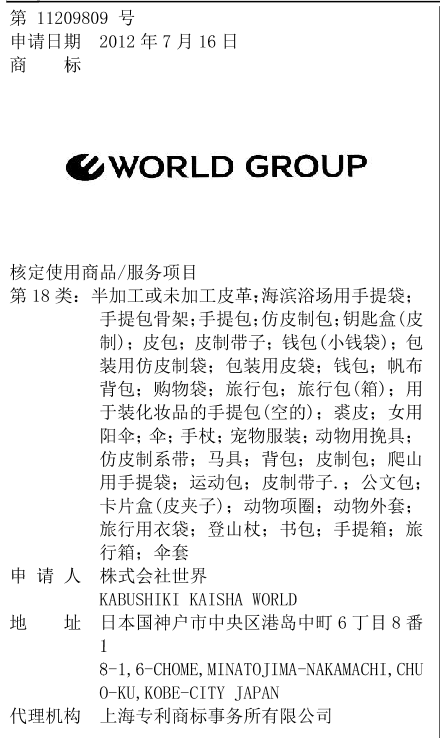 第 11209809 号
申请日期 2012 年 7 月 16 日
商 标
WORLD GROUP
核定使用商品/服务项目
第 18 类：半加工或未加工皮革；海滨浴场用手提袋；
手提包骨架；手提包；仿皮制包；钥匙盒(皮
制)；皮包；皮制带子；钱包(小钱袋)；包
装用仿皮制袋；包装用皮袋；钱包；帆布
背包；购物袋；旅行包；旅行包(箱)；用
于装化妆品的手提包(空的)；裘皮；女用
阳伞；伞；手杖；宠物服装；动物用挽具；
仿皮制系带；马具；背包；皮制包；爬山
用手提袋；运动包；皮制带子.；公文包；
卡片盒(皮夹子)；动物项圈；动物外套；
旅行用衣袋；登山杖；书包；手提箱；旅
行箱；伞套
申 请 人 株式会社世界
KABUSHIKI KAISHA WORLD
地 址 日本国神户市中央区港岛中町 6 丁目 8 番
1
8-1,6-CHOME,MINATOJIMA-NAKAMACHI,CHU
O-KU,KOBE-CITY JAPAN
代理机构 上海专利商标事务所有限公司